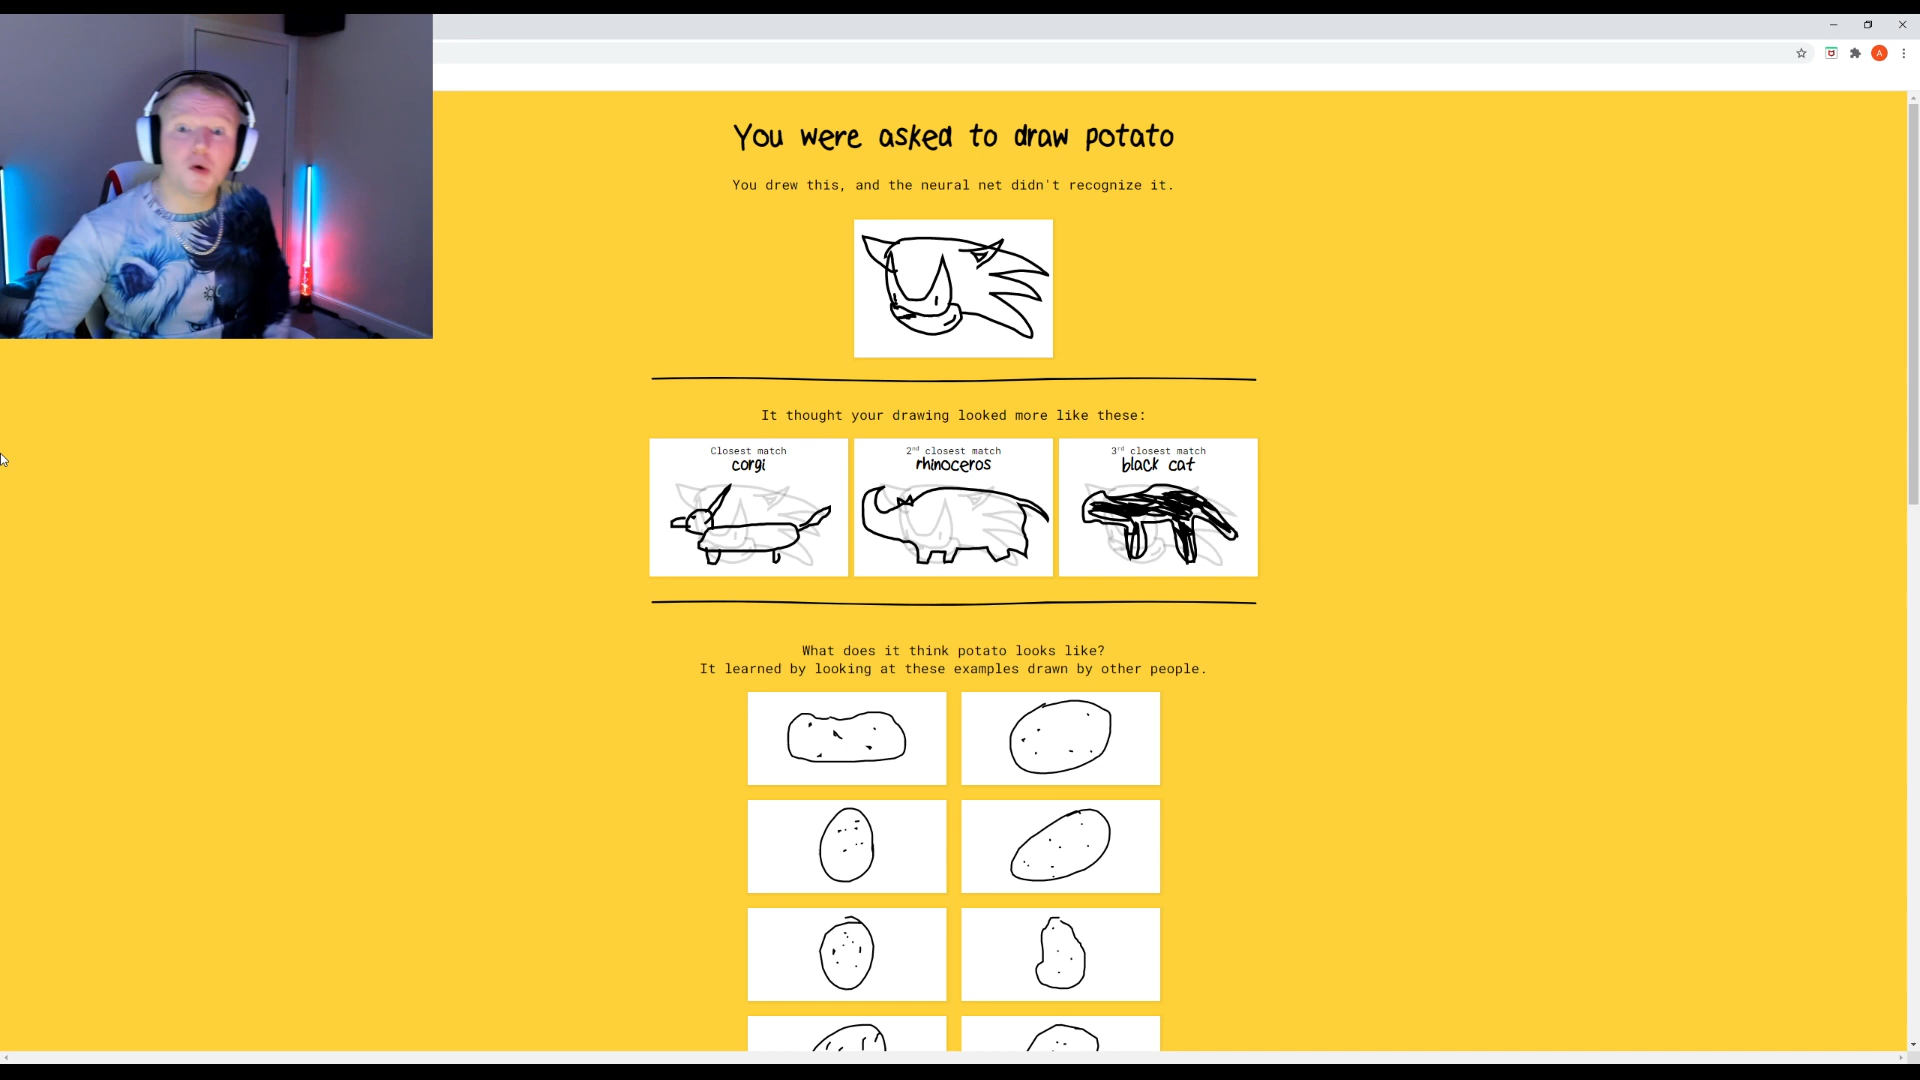 A
You were asked to draw potato
You drew this, and the neural net didn't recognize it.
It thought your drawing looked more like these:
Closest match
corgi
2nd closest match
rhinoceros
3rd closest match
black cat
What does it think potato looks like?
It learned by looking at these examples drawn by other people.